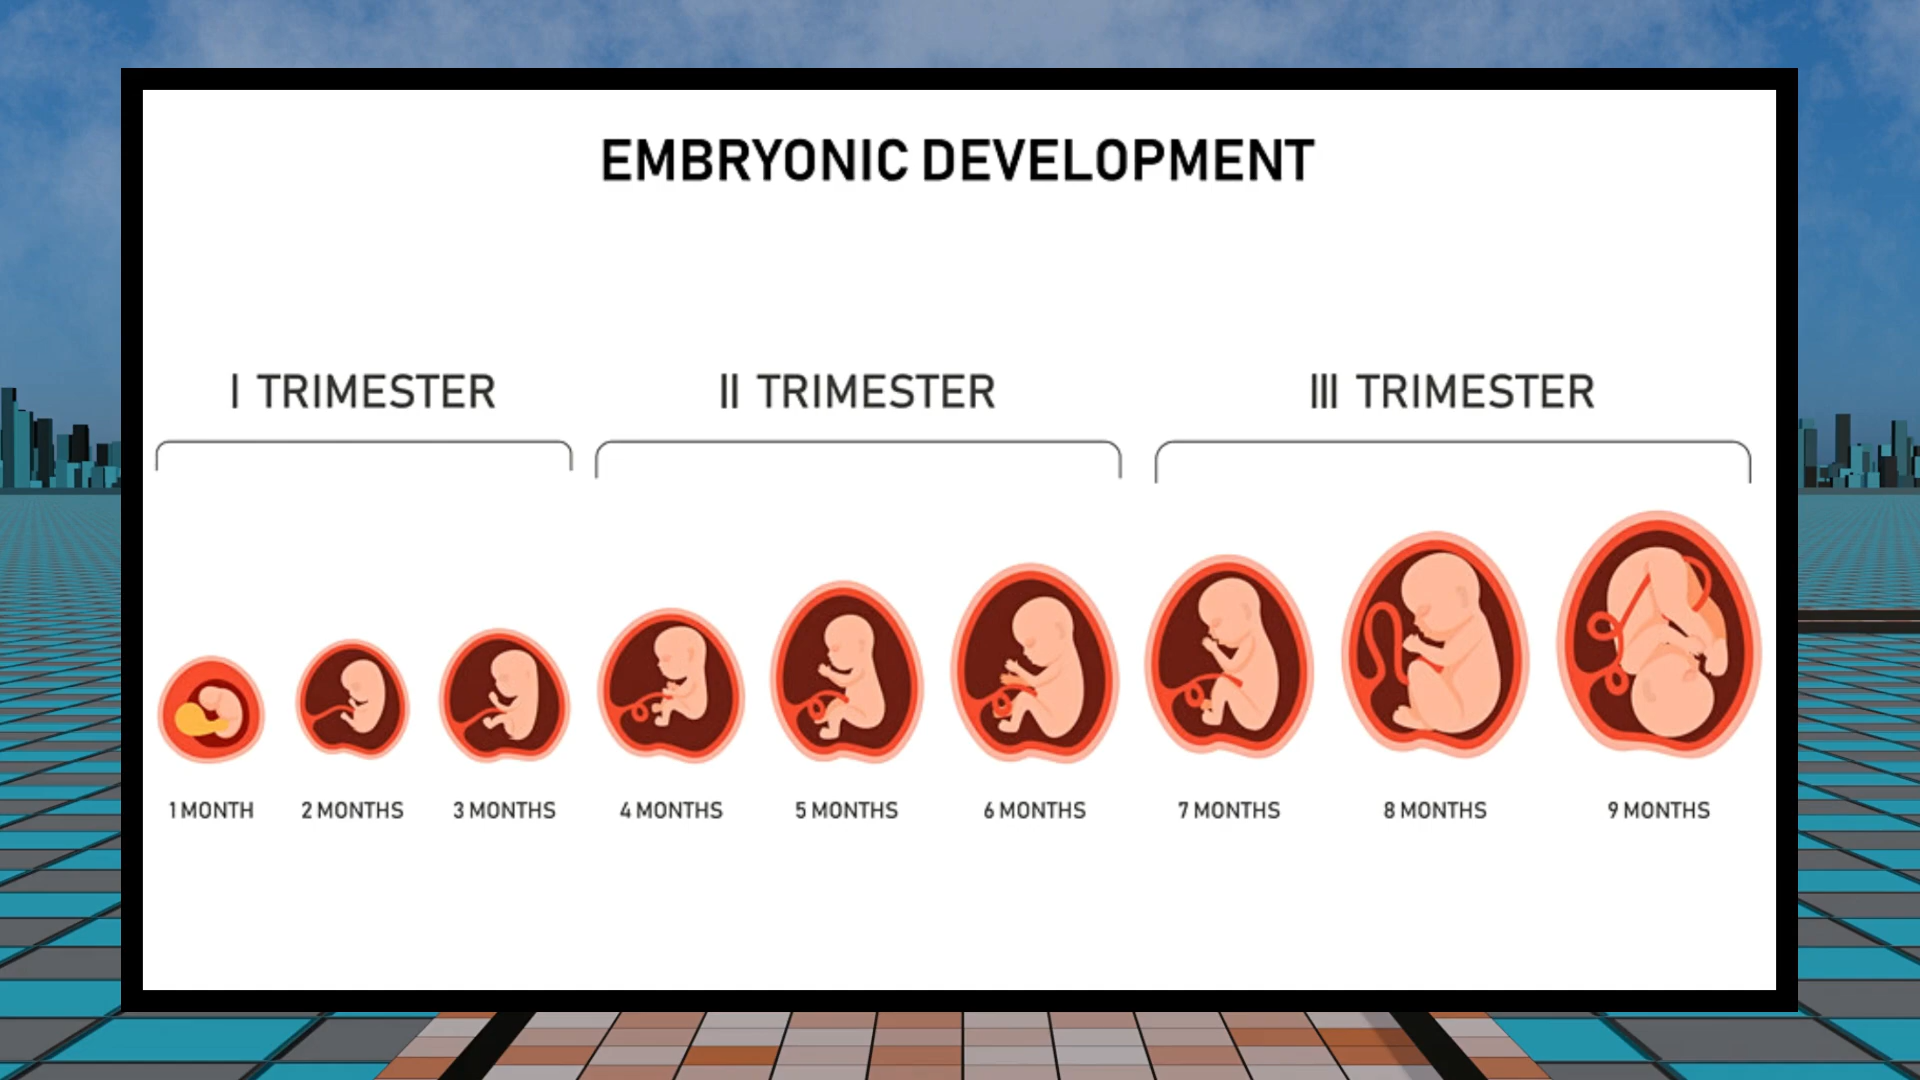 EMBRYONIC DEVELOPMENT
I TRIMESTER
II TRIMESTER
III TRIMESTER
1 MONTH
2 MONTHS
3 MONTHS
4 MONTHS
5 MONTHS
6 MONTHS
7 MONTHS
8 MONTHS
9 MONTHS